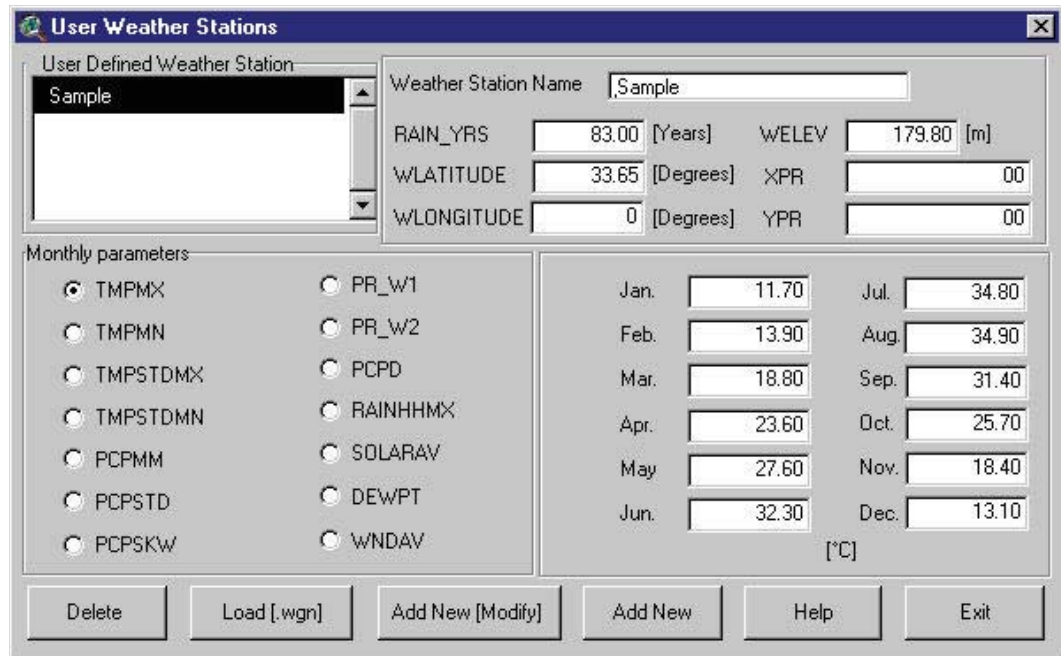 User Weather Stations
User Defined Weather Station
Sample
Weather Station Name ,Sample
RAIN_YRS 83.00 [Years] WELEV 179.80 [m]
WLATITUDE 33.65 [Degrees] XPR 00
WLONGITUDE 0 [Degrees] YPR 00
Monthly parameters
TMPMX PR_W1
TMPMN PR_W2
TMPSTDMX PCPD
TMPSTDMN RAINHHMX
PCPMM SOLARAV
PCPSTD DEWPT
PCPSKW WNDAV
Jan. 11.70 Jul. 34.80
Feb. 13.90 Aug. 34.90
Mar. 18.80 Sep. 31.40
Apr. 23.60 Oct. 25.70
May 27.60 Nov. 18.40
Jun. 32.30 Dec. 13.10
[°C]
Delete Load [.wgn] Add New [Modify] Add New Help Exit